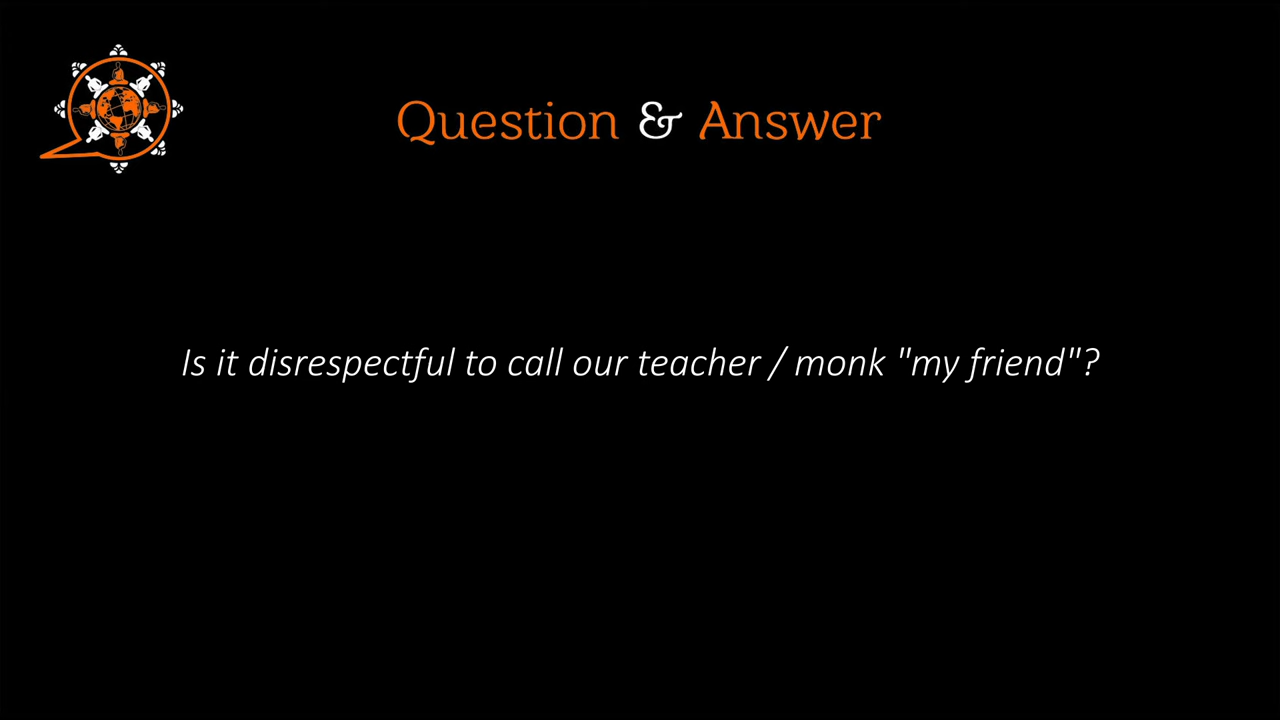 Question & Answer
Is it disrespectful to call our teacher / monk "my friend"?